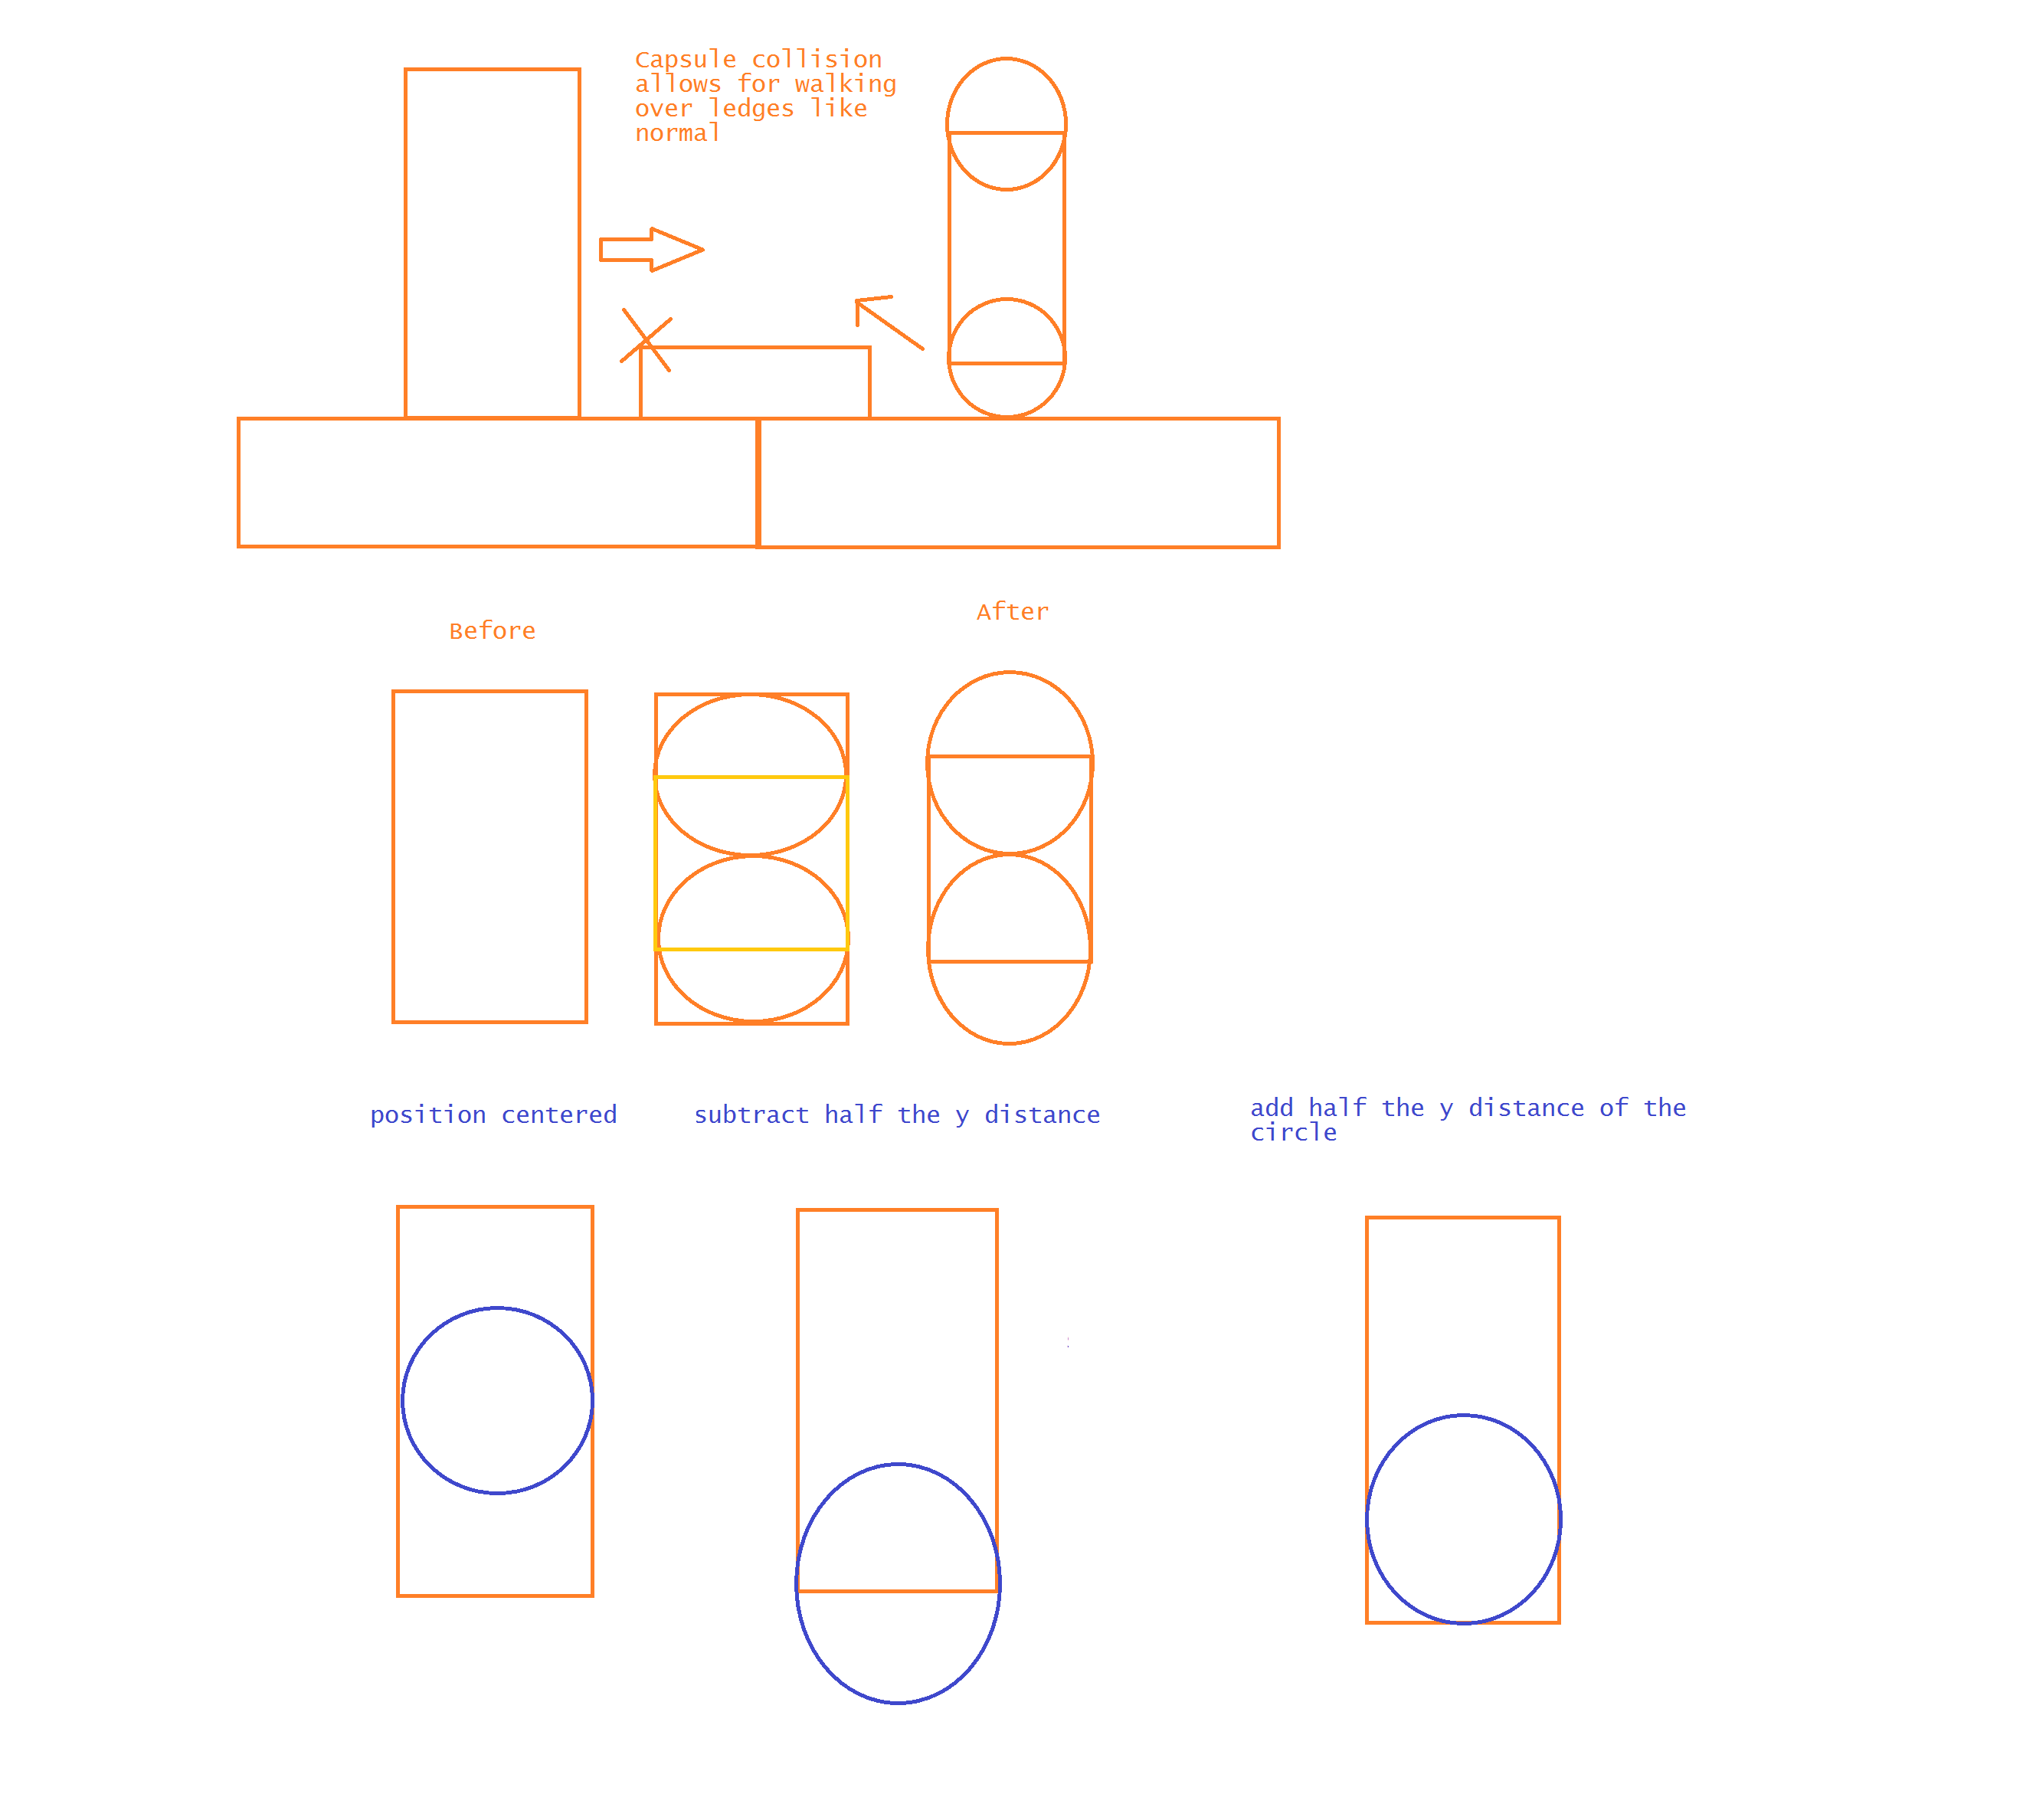 Capsule collision
allows for walking
over ledges like
normal
Before
After
position centered
subtract half the y distance
add half the y distance of the
circle